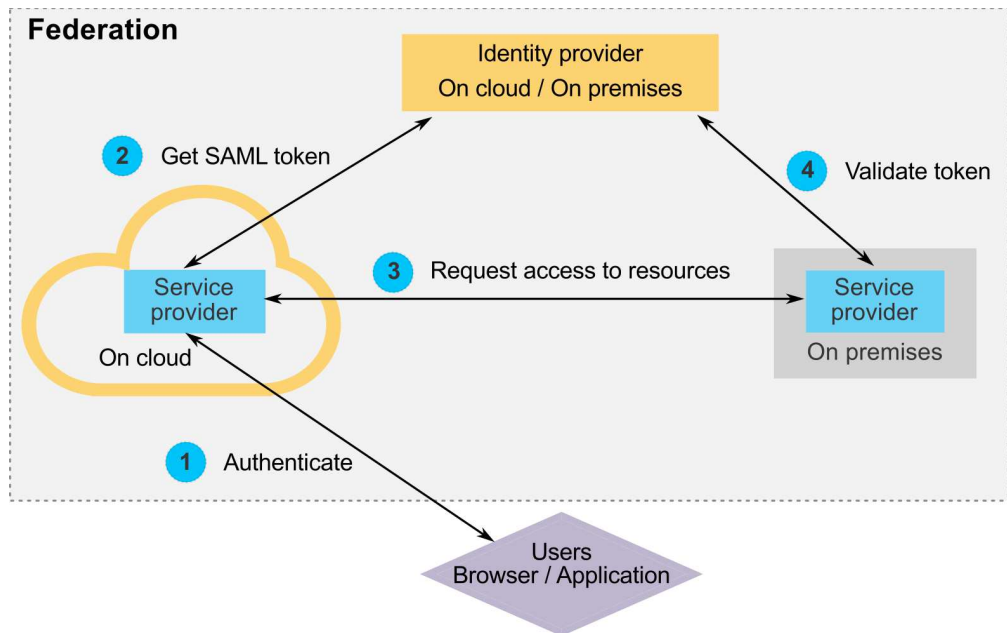 Federation
Identity provider
On cloud / On premises
2 Get SAML token
4 Validate token
3 Request access to resources
Service
provider
On cloud
Service
provider
On premises
1 Authenticate
Users
Browser / Application